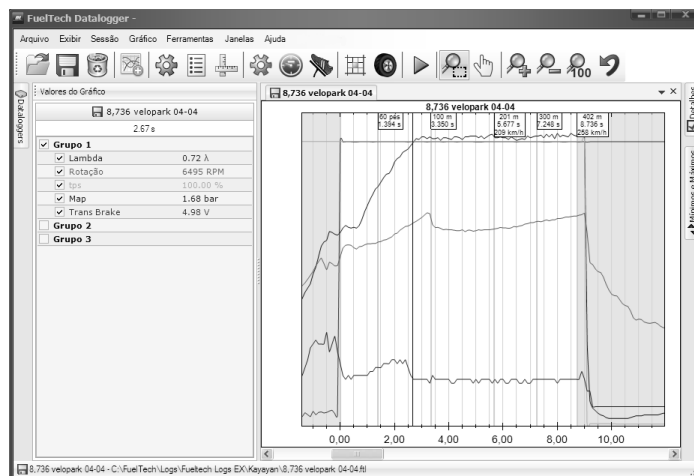 FuelTech Datalogger -
Arquivo Exibir Sessão Gráfico Ferramentas Janelas Ajuda
100
Dataloggers
Valores do Gráfico
8,736 velopark 04-04
2.67s
Grupo 1
Lambda 0.72 λ
Rotação 6495 RPM
tps 100.00 %
Map 1.68 bar
Trans Brake 4.98 V
Grupo 2
Grupo 3
8,736 velopark 04-04
8,736 velopark 04-04
60 pés 1.394 s
100 m 3.350 s
201 m 5.677 s 209 km/h
300 m 7.248 s
402 m 8.736 s 258 km/h
0,00 2,00 4,00 6,00 8,00 10,00
Detalhes
Mínimos e Máximos
8,736 velopark 04-04 - C:\FuelTech\Logs\Fueltech Logs EX\Kayayan\8,736 velopark 04-04.ftl